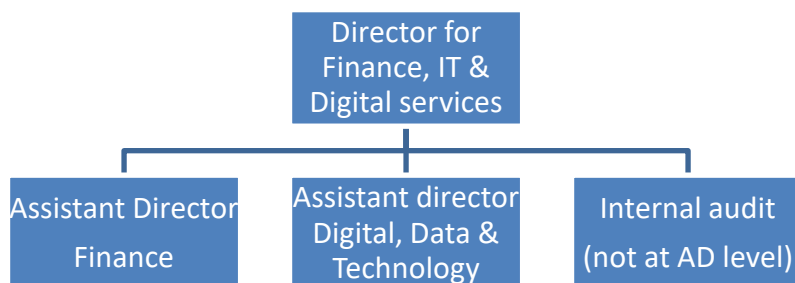 Director for
Finance, IT &
Digital services
Assistant Director
Finance
Assistant director
Digital, Data &
Technology
Internal audit
(not at AD level)